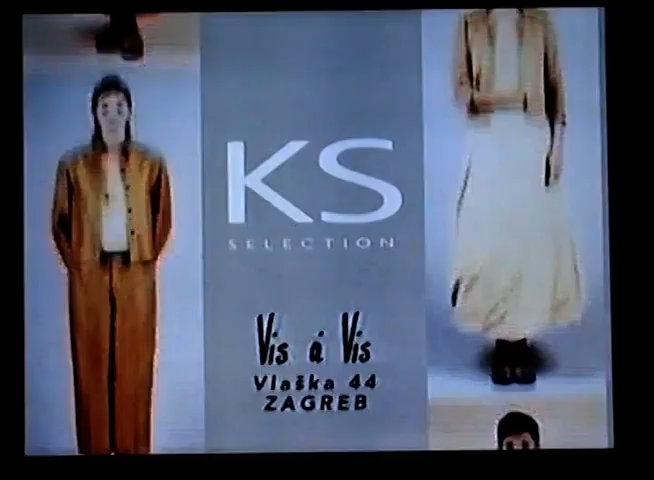 KS
SELECTION
Vis á Vis
Vlaška 44
ZAGREB